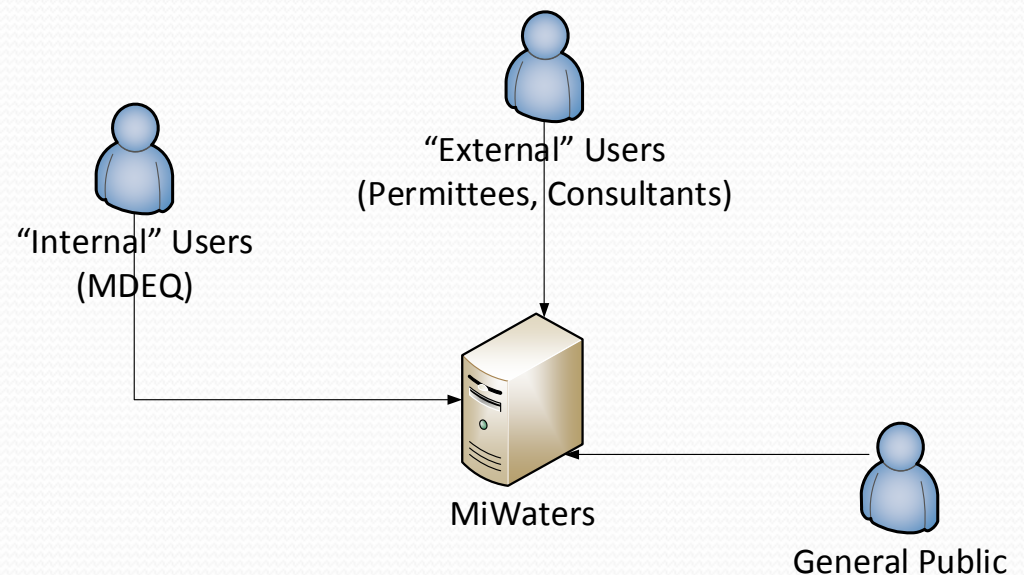 “External” Users
(Permittees, Consultants)
“Internal” Users
(MDEQ)
MiWaters
General Public